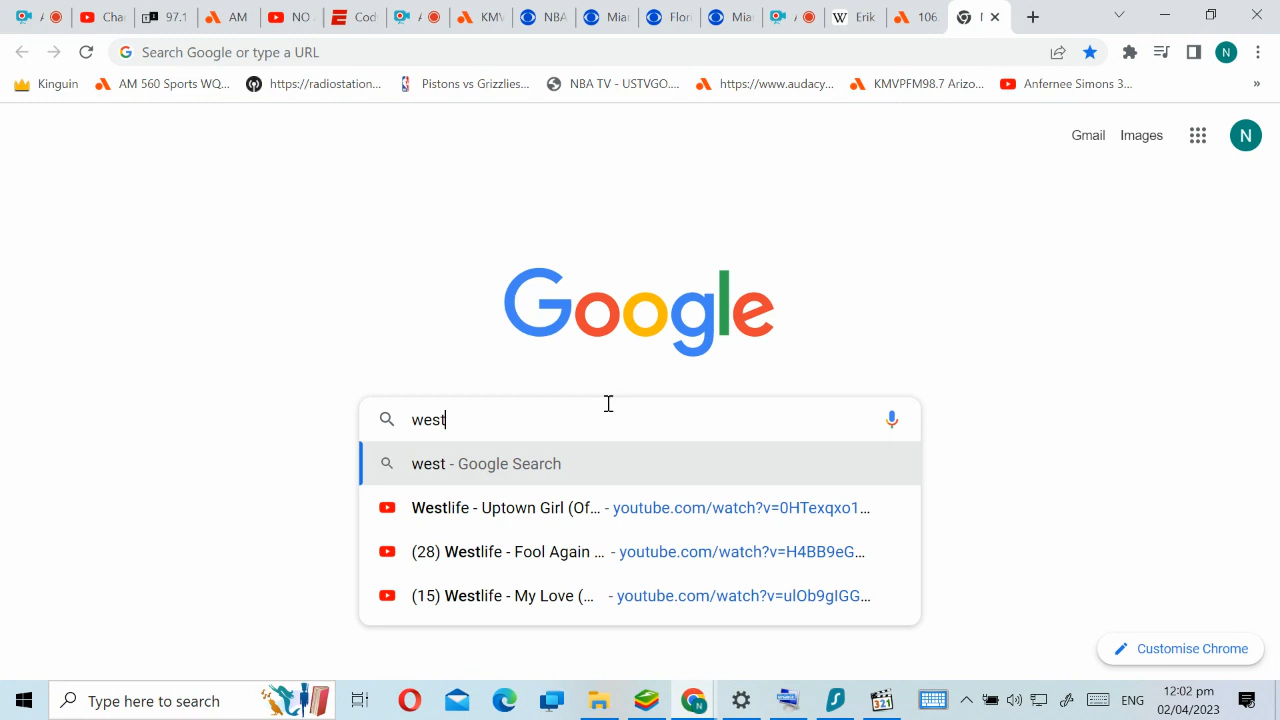 Cha
97.1
AM
NO
Cod
KMV
NBA
Mia
Flor
Mia
Erik
106.
Search Google or type a URL
N
Kinguin
AM 560 Sports WQ...
https://radiostation...
Pistons vs Grizzlies...
NBA TV - USTVGO....
https://www.audacy...
KMVPFM98.7 Arizo...
Anfernee Simons 3...
»
Gmail
Images
N
Google
west
west - Google Search
Westlife - Uptown Girl (Of... - youtube.com/watch?v=0HTexqxo1...
(28) Westlife - Fool Again ... - youtube.com/watch?v=H4BB9eG...
(15) Westlife - My Love (... - youtube.com/watch?v=ulOb9gIGG...
Customise Chrome
Type here to search
321
ENG
12:02 pm
02/04/2023